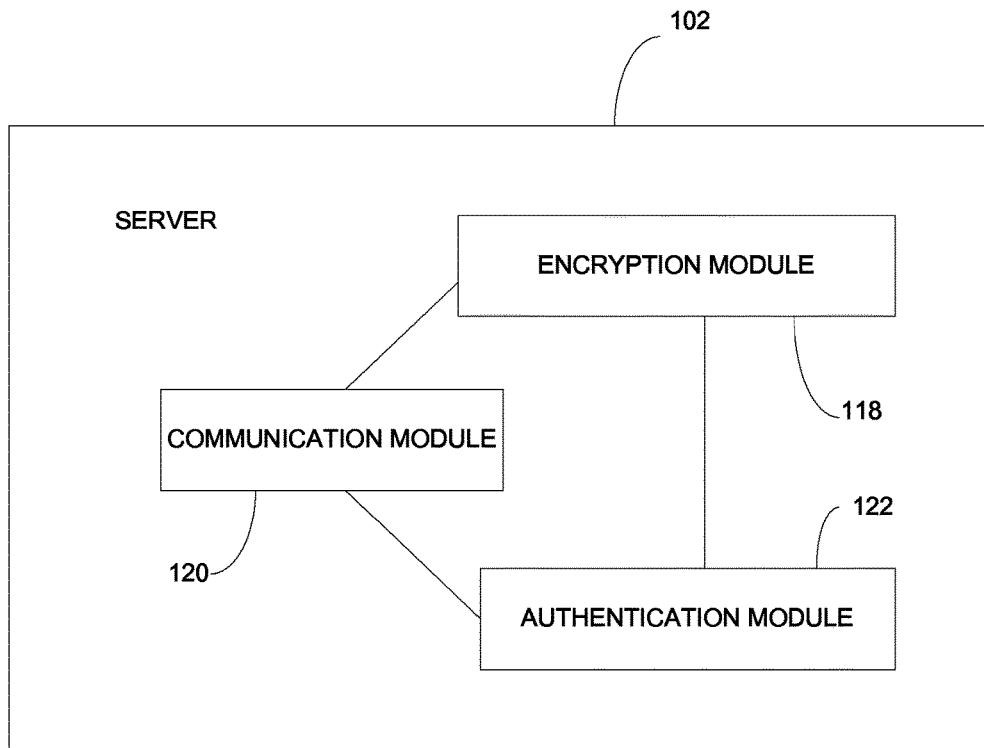 102
SERVER
ENCRYPTION MODULE
118
COMMUNICATION MODULE
120
122
AUTHENTICATION MODULE